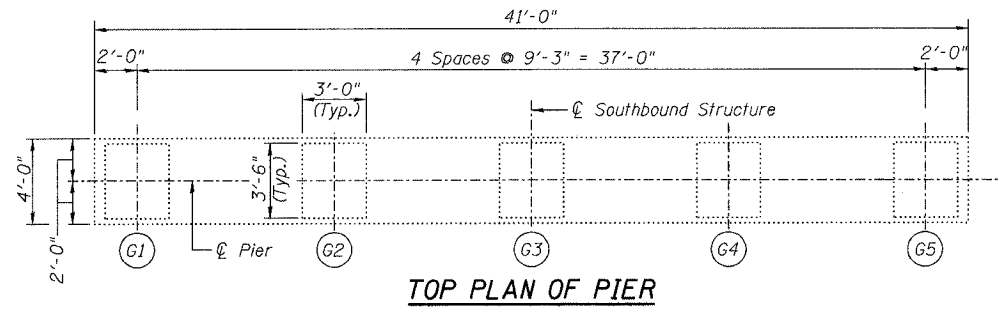 41'-0"
2'-0"
4 Spaces @ 9'-3" = 37'-0"
2'-0"
3'-0"
(Typ.)
℄ Southbound Structure
4'-0"
2'-0"
3'-6"
(Typ.)
G1
℄ Pier
G2
G3
G4
G5
TOP PLAN OF PIER